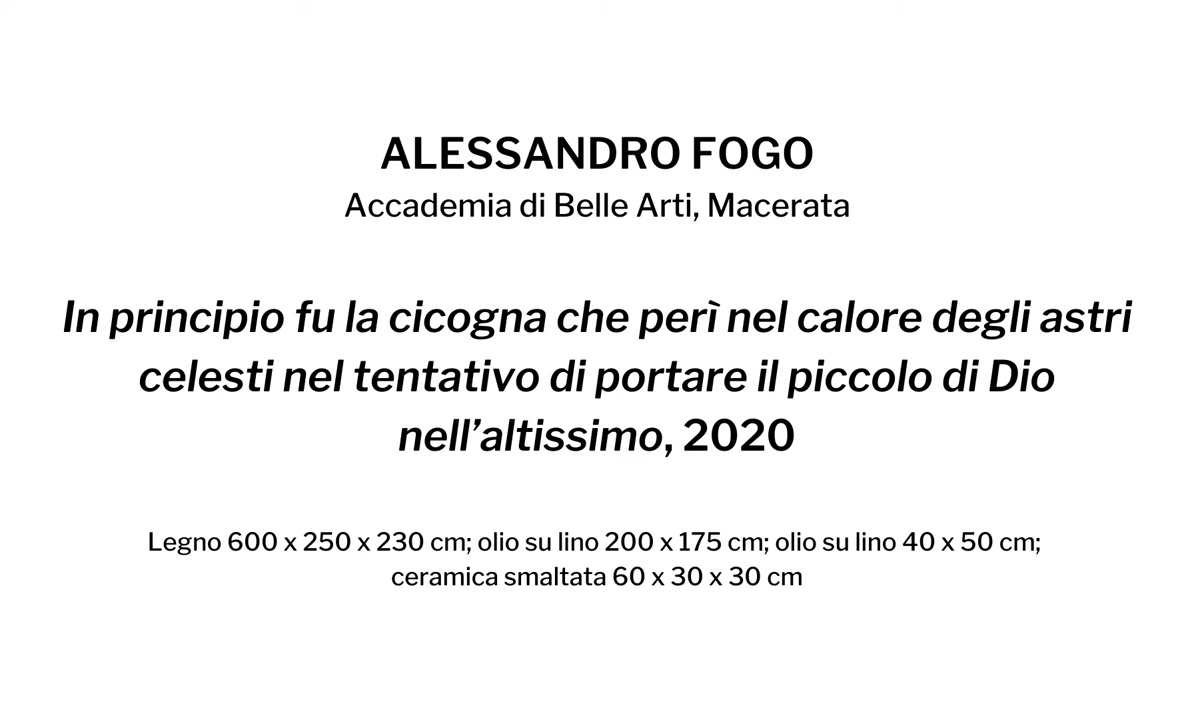 ALESSANDRO FOGO
Accademia di Belle Arti, Macerata
In principio fu la cicogna che perì nel calore degli astri
celesti nel tentativo di portare il piccolo di Dio
nell’altissimo, 2020
Legno 600 x 250 x 230 cm; olio su lino 200 x 175 cm; olio su lino 40 x 50 cm;
ceramica smaltata 60 x 30 x 30 cm